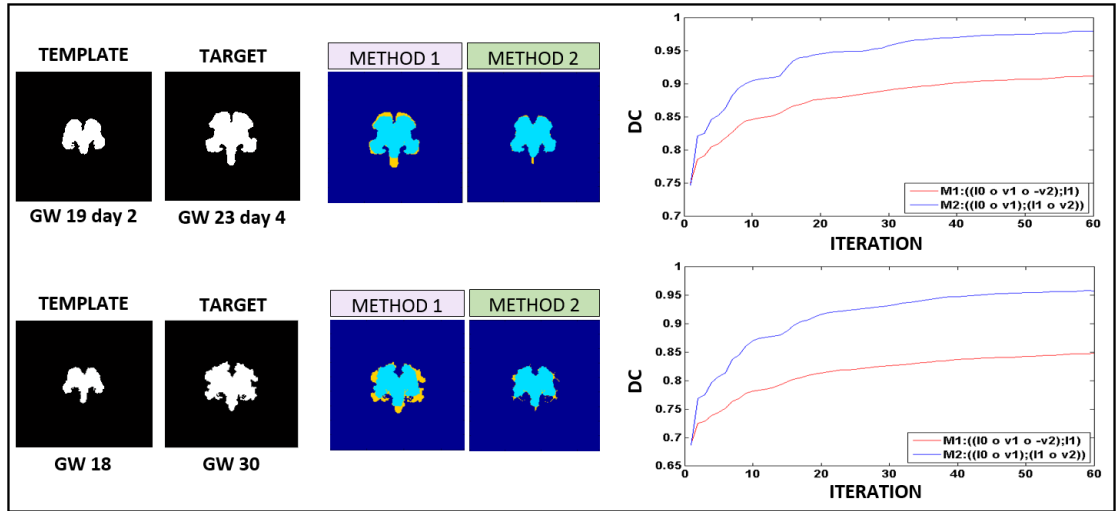 TEMPLATE TARGET METHOD 1 METHOD 2
GW 19 day 2 GW 23 day 4
1
0.95
0.9
0.85
0.8
0.75
0.7
DC
M1:((I0 o v1 o -v2);I1)
M2:((I0 o v1);(I1 o v2))
0 10 20 30 40 50 60
ITERATION
TEMPLATE TARGET METHOD 1 METHOD 2
GW 18 GW 30
1
0.95
0.9
0.85
0.8
0.75
0.7
0.65
DC
M1:((I0 o v1 o -v2);I1)
M2:((I0 o v1);(I1 o v2))
0 10 20 30 40 50 60
ITERATION